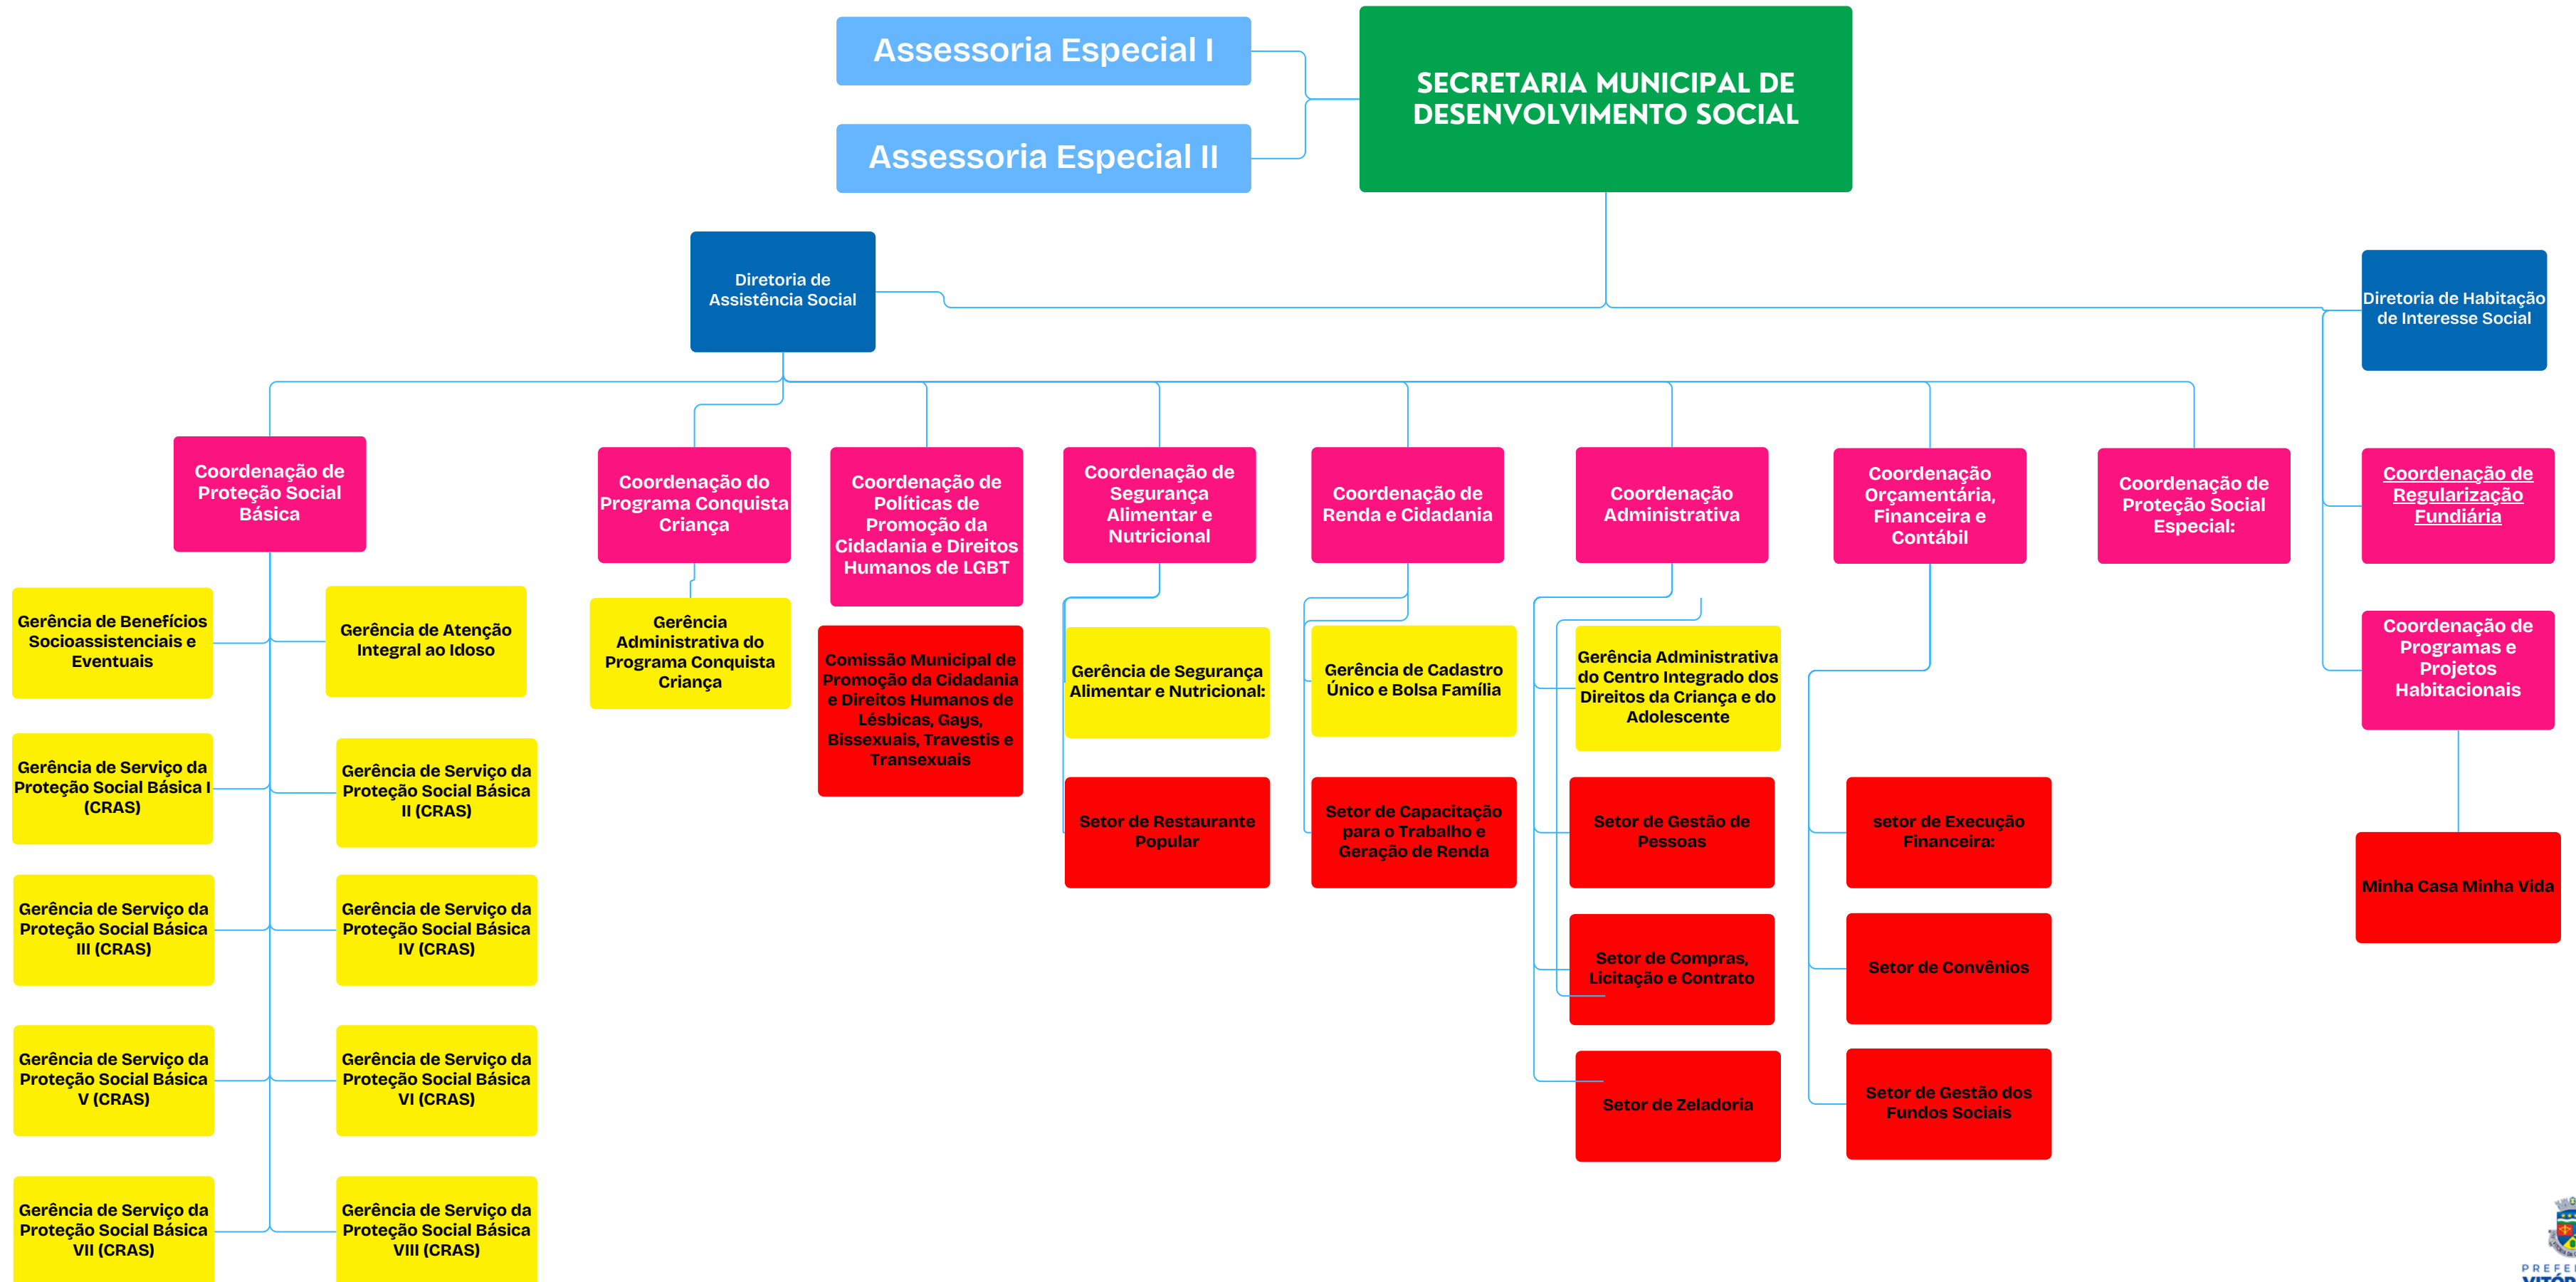 Assessoria Especial I
SECRETARIA MUNICIPAL DE
DESENVOLVIMENTO SOCIAL
Assessoria Especial II
Diretoria de
Assistência Social
Diretoria de Habitação
de Interesse Social
Coordenação de
Proteção Social
Básica
Coordenação do
Programa Conquista
Criança
Coordenação de
Políticas de
Promoção da
Cidadania e Direitos
Humanos de LGBT
Coordenação de
Segurança
Alimentar e
Nutricional
Coordenação de
Renda e Cidadania
Coordenação
Administrativa
Coordenação
Orçamentária,
Financeira e
Contábil
Coordenação de
Proteção Social
Especial:
Coordenação de
Regularização
Fundiária
Gerência de Benefícios
Socioassistenciais e
Eventuais
Gerência de Atenção
Integral ao Idoso
Gerência
Administrativa do
Programa Conquista
Criança
Comissão Municipal de
Promoção da Cidadania
e Direitos Humanos de
Lésbicas, Gays,
Bissexuais, Travestis e
Transexuais
Gerência de Segurança
Alimentar e Nutricional:
Gerência de Cadastro
Único e Bolsa Família
Gerência Administrativa
do Centro Integrado dos
Direitos da Criança e do
Adolescente
Coordenação de
Programas e
Projetos
Habitacionais
Gerência de Serviço da
Proteção Social Básica I
(CRAS)
Gerência de Serviço da
Proteção Social Básica
II (CRAS)
Setor de Restaurante
Popular
Setor de Capacitação
para o Trabalho e
Geração de Renda
Setor de Gestão de
Pessoas
setor de Execução
Financeira:
Minha Casa Minha Vida
Gerência de Serviço da
Proteção Social Básica
III (CRAS)
Gerência de Serviço da
Proteção Social Básica
IV (CRAS)
Setor de Compras,
Licitação e Contrato
Setor de Convênios
Gerência de Serviço da
Proteção Social Básica
V (CRAS)
Gerência de Serviço da
Proteção Social Básica
VI (CRAS)
Setor de Zeladoria
Setor de Gestão dos
Fundos Sociais
Gerência de Serviço da
Proteção Social Básica
VII (CRAS)
Gerência de Serviço da
Proteção Social Básica
VIII (CRAS)